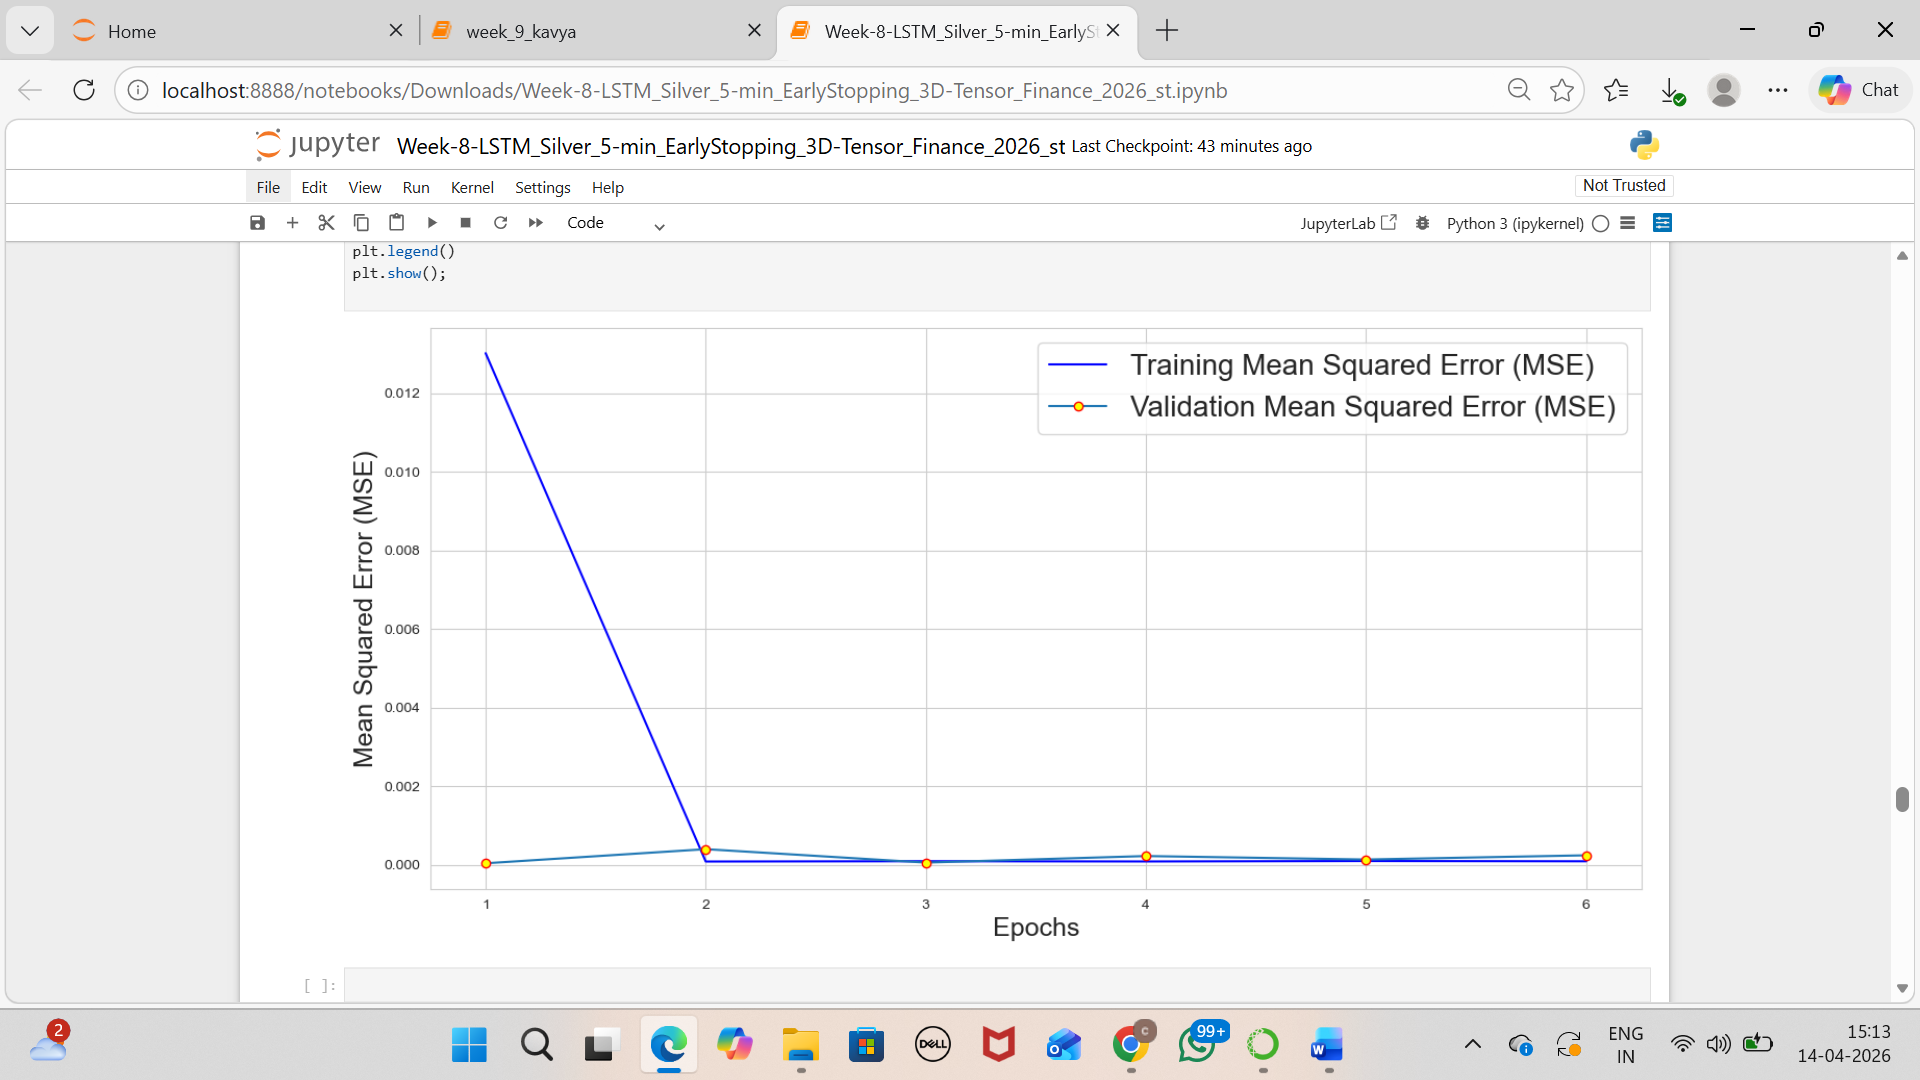 Home
week_9_kavya
Week-8-LSTM_Silver_5-min_EarlySt
localhost:8888/notebooks/Downloads/Week-8-LSTM_Silver_5-min_EarlyStopping_3D-Tensor_Finance_2026_st.ipynb
Chat
jupyter Week-8-LSTM_Silver_5-min_EarlyStopping_3D-Tensor_Finance_2026_st Last Checkpoint: 43 minutes ago
File Edit View Run Kernel Settings Help
Not Trusted
Code
JupyterLab
Python 3 (ipykernel)
plt.legend()
plt.show();
Training Mean Squared Error (MSE)
Validation Mean Squared Error (MSE)
Mean Squared Error (MSE)
0.012
0.010
0.008
0.006
0.004
0.002
0.000
1 2 3 4 5 6
Epochs
[ ]:
2
DELL
C
99+
W
ENG
IN
15:13
14-04-2026